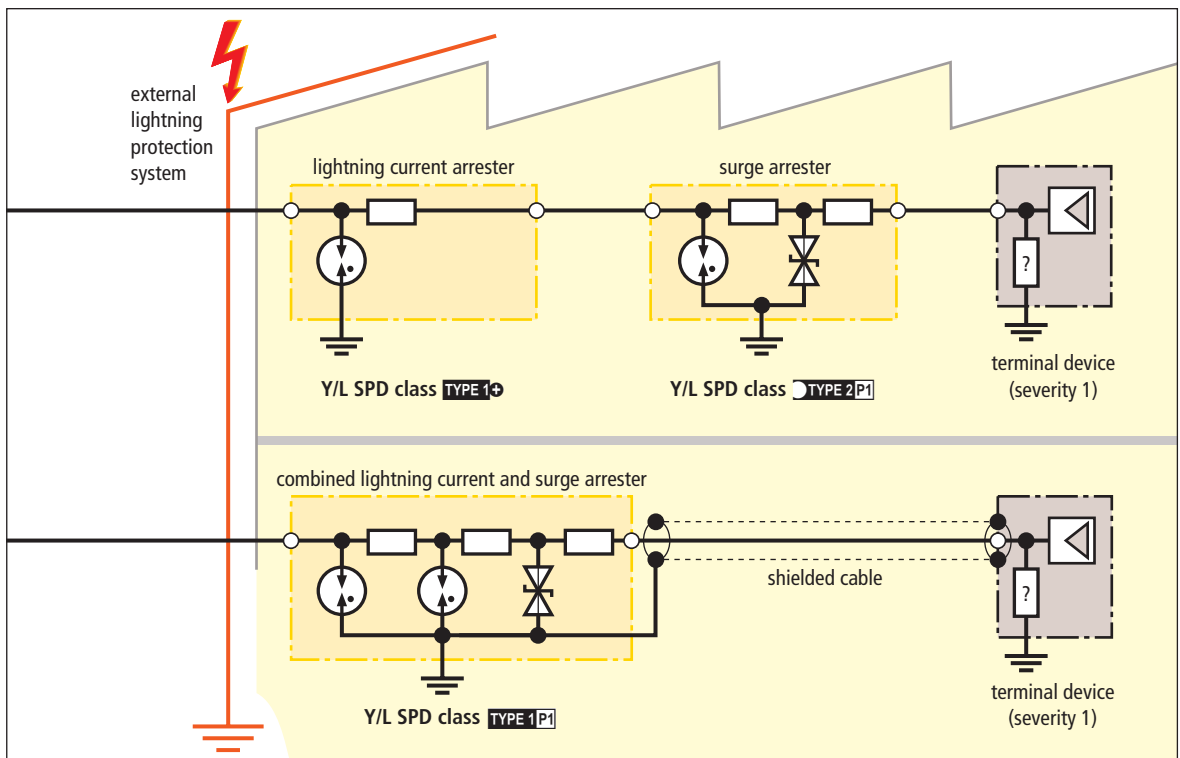 external
lightning
protection
system
lightning current arrester
surge arrester
?
terminal device
(severity 1)
Y/L SPD class TYPE 1+
Y/L SPD class TYPE 2 P1
combined lightning current and surge arrester
shielded cable
?
terminal device
(severity 1)
Y/L SPD class TYPE 1 P1